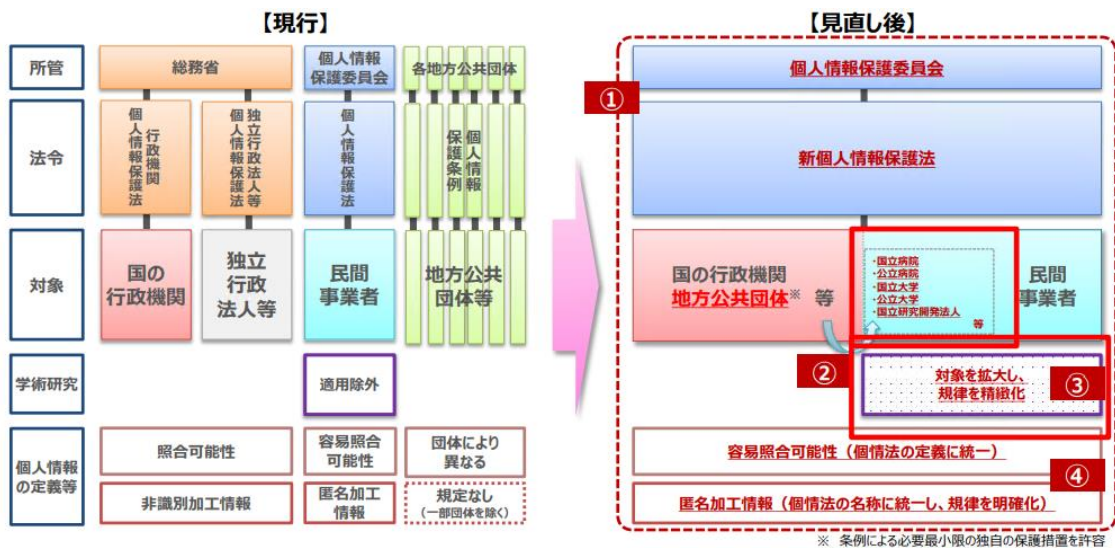 【現行】
所管
総務省
個人情報
保護委員会
各地方公共団体
法令
行政機関
個人情報保護法
独立行政法人等
個人情報保護法
個人情報保護法
個人情報
保護条例
対象
国の
行政機関
独立
行政
法人等
民間
事業者
地方公共
団体等
学術研究
適用除外
個人情報
の定義等
照合可能性
容易照合
可能性
団体により
異なる
非識別加工情報
匿名加工
情報
規定なし
(一部団体を除く)
【見直し後】
①
個人情報保護委員会
新個人情報保護法
国の行政機関
地方公共団体※ 等
・国立病院
・公立病院
・国立大学
・公立大学
・国立研究開発法人
等
民間
事業者
②
対象を拡大し、
規律を精緻化
③
容易照合可能性（個情法の定義に統一）
④
匿名加工情報（個情法の名称に統一し、規律を明確化）
※ 条例による必要最小限の独自の保護措置を許容